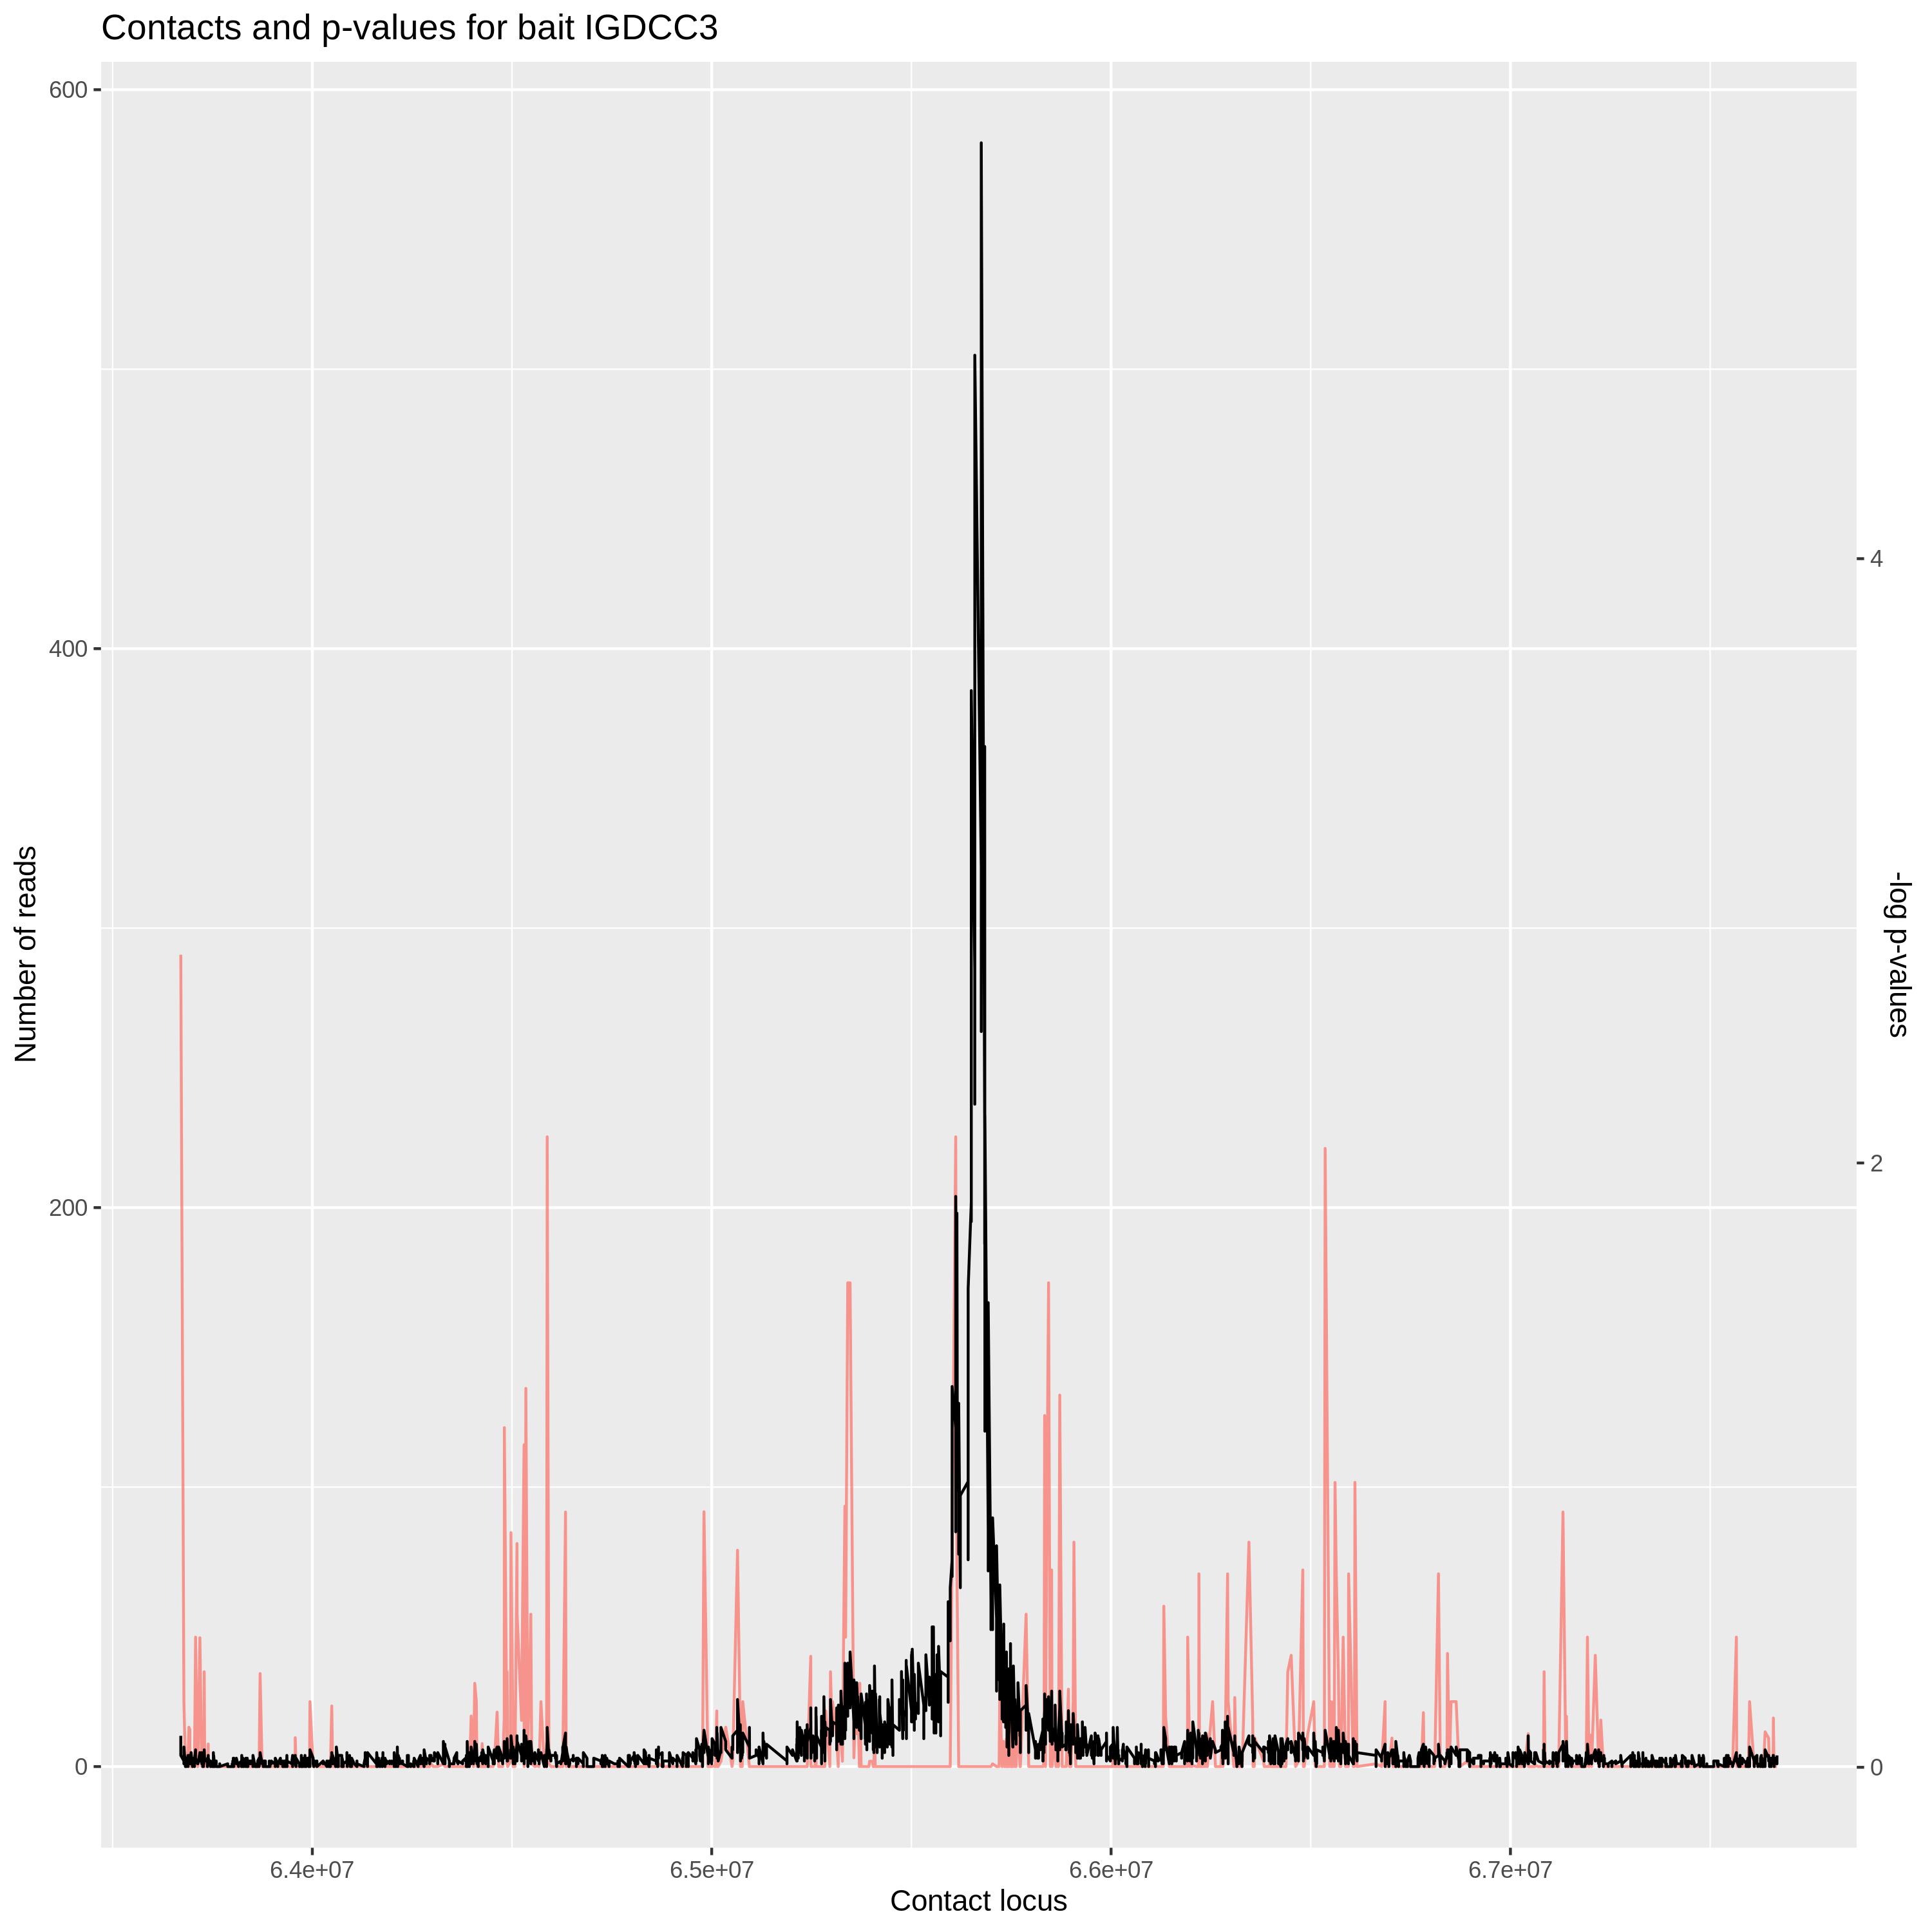 Contacts and p-values for bait IGDCC3
600
400
200
0
Number of reads
4
2
0
-log p-values
6.4e+07
6.5e+07
6.6e+07
6.7e+07
Contact locus